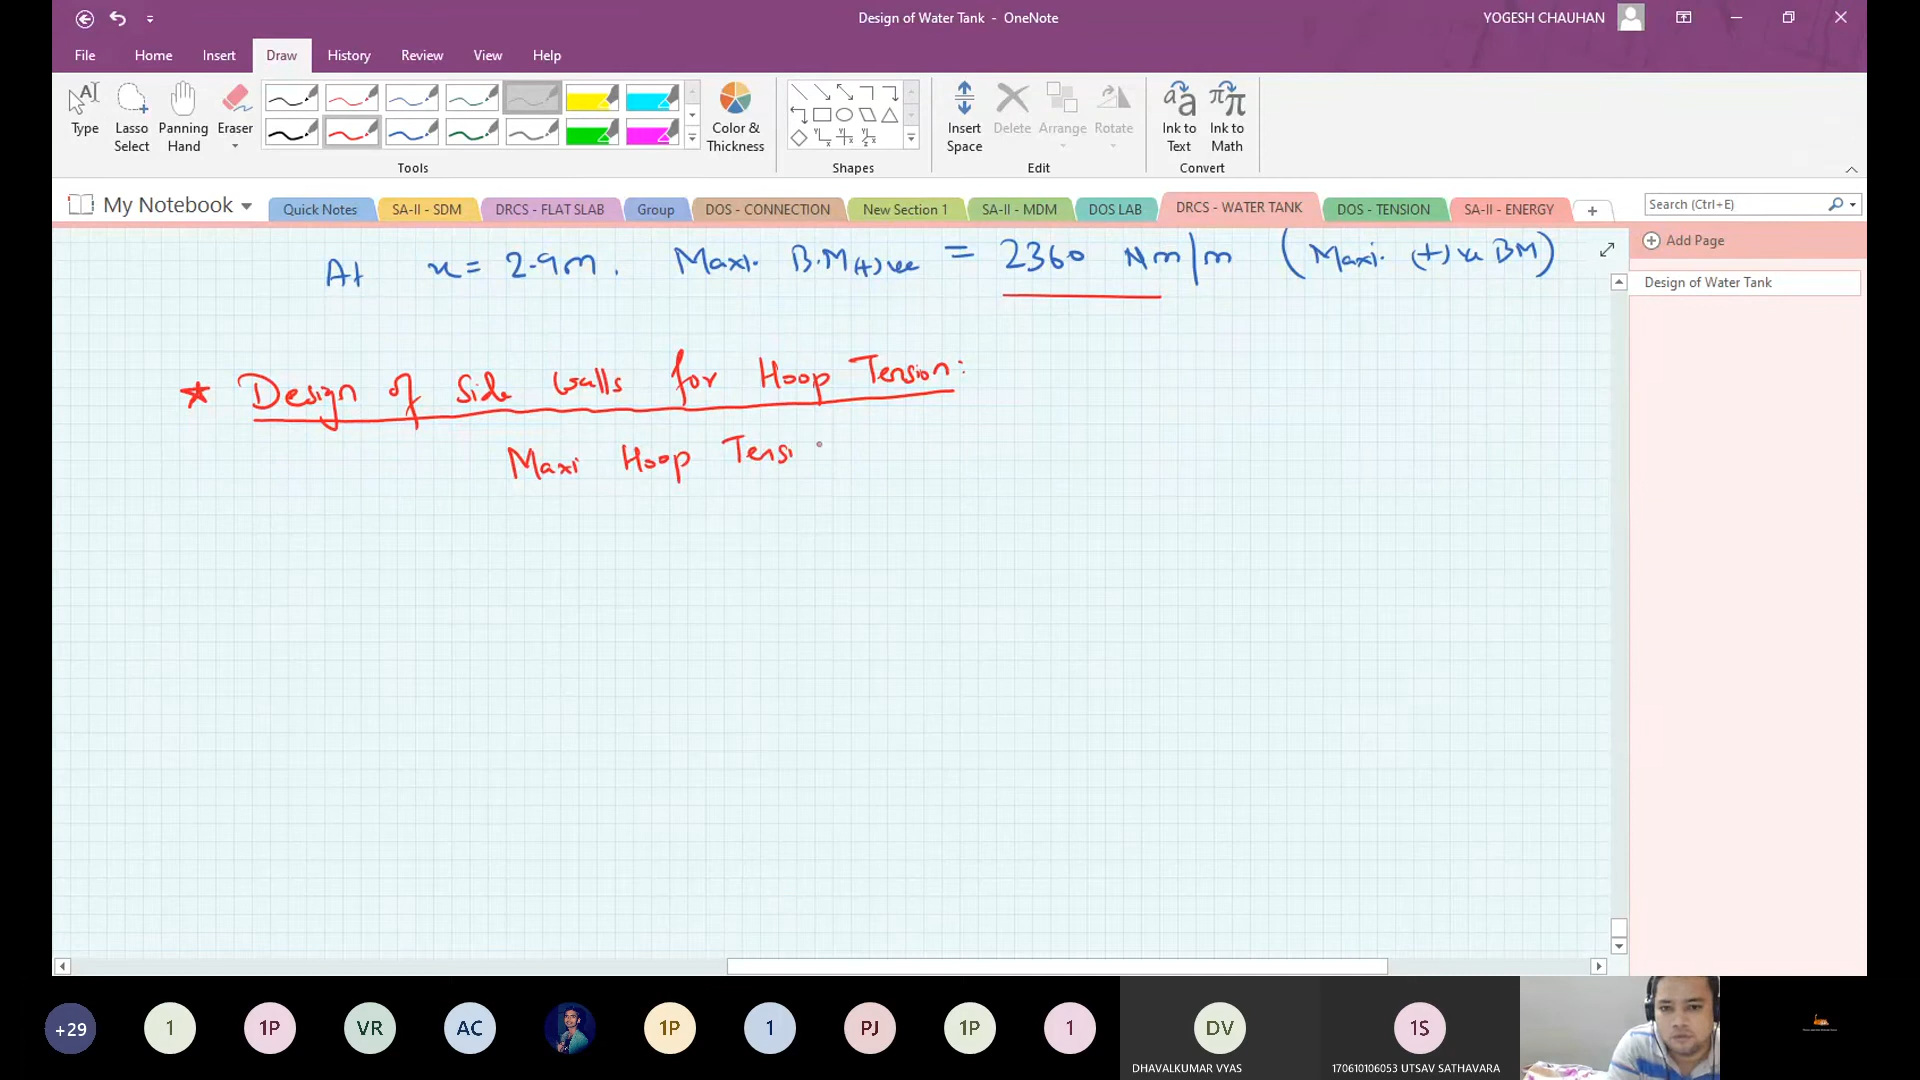 Design of Water Tank - OneNote
YOGESH CHAUHAN
File Home Insert Draw History Review View Help
Type
Lasso Select
Panning Hand
Eraser
Color & Thickness
Insert Space
Delete
Arrange
Rotate
Ink to Text
Ink to Math
Tools
Shapes
Edit
Convert
My Notebook
Quick Notes SA-II - SDM DRCS - FLAT SLAB Group DOS - CONNECTION New Section 1 SA-II - MDM DOS LAB DRCS - WATER TANK DOS - TENSION SA-II - ENERGY
Search (Ctrl+E)
Add Page
Design of Water Tank
At x = 2.9m. Maxi. B.M(+)ve = 2360 Nm/m (Maxi. (+)ve BM)
★ Design of Side Walls for Hoop Tension:
Maxi Hoop Tensi
+29 1 1P VR AC 1P 1 PJ 1P 1 DV 1S
DHAVALKUMAR VYAS
170610106053 UTSAV SATHAVARA